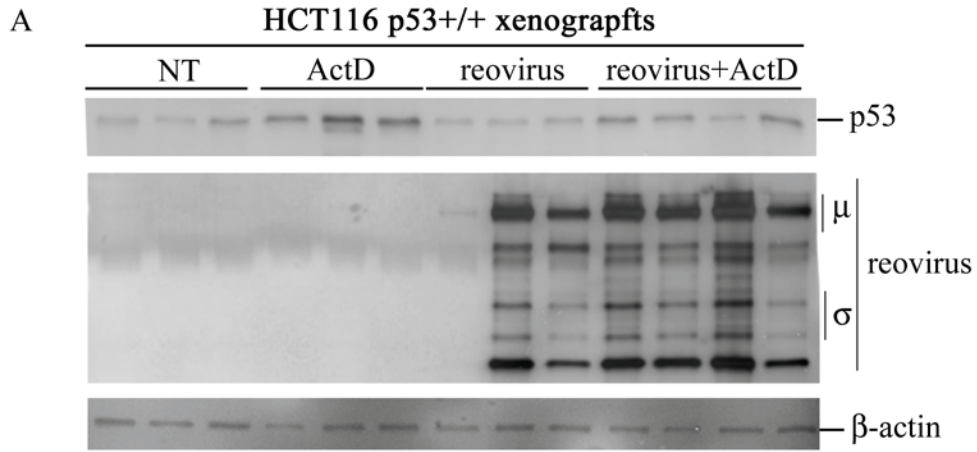 A
HCT116 p53+/+ xenograpfts
NT ActD reovirus reovirus+ActD
p53
μ
reovirus
σ
β-actin